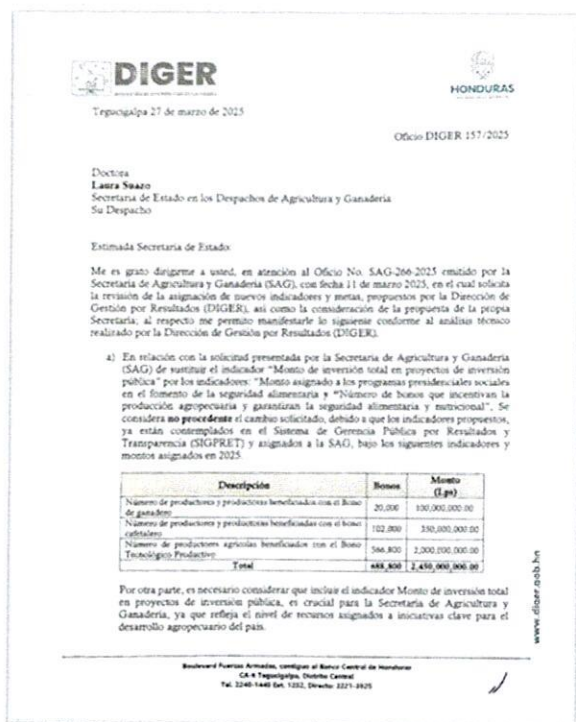 DIGER
HONDURAS
Tegucigalpa 27 de marzo de 2025
Oficio DIGER 157/2025
Doctora
Laura Suazo
Secretaria de Estado en los Despachos de Agricultura y Ganadería
Su Despacho
Estimada Secretaria de Estado:
Me es grato dirigirme a usted, en atención al Oficio No. SAG-266-2025 emitido por la
Secretaría de Agricultura y Ganadería (SAG), con fecha 11 de marzo 2025, en el cual solicita
la revisión de la asignación de nuevos indicadores y metas, propuestos por la Dirección de
Gestión por Resultados (DIGER), así como la consideración de la propuesta de la propia
Secretaría; al respecto me permito manifestarle lo siguiente conforme al análisis técnico
realizado por la Dirección de Gestión por Resultados (DIGER).
a) En relación con la solicitud presentada por la Secretaría de Agricultura y Ganadería
(SAG) de sustituir el indicador "Monto de inversión total en proyectos de inversión
pública" por los indicadores: "Monto asignado a los programas presidenciales sociales
en el fomento de la seguridad alimentaria y "Número de bonos que incentivan la
producción agropecuaria y garantizan la seguridad alimentaria y nutricional", Se
considera no procedente el cambio solicitado, debido a que los indicadores propuestos,
ya están contemplados en el Sistema de Gerencia Pública por Resultados y
Transparencia (SIGPRET) y asignados a la SAG, bajo los siguientes indicadores y
montos asignados en 2025.
Descripción Bonos Monto (Lps)
Número de productores y productoras beneficiados con el Bono
de ganadero 20,000 100,000,000.00
Número de productores y productoras beneficiadas con el bono
cafetalero 102,000 350,000,000.00
Número de productores agrícolas beneficiados con el Bono
Tecnológico Productivo 566,800 2,000,000,000.00
Total 688,800 2,450,000,000.00
Por otra parte, es necesario considerar que incluir el indicador Monto de inversión total
en proyectos de inversión pública, es crucial para la Secretaría de Agricultura y
Ganadería, ya que refleja el nivel de recursos asignados a iniciativas clave para el
desarrollo agropecuario del país.
www.diger.gob.hn
Boulevard Fuerzas Armadas, contiguo al Banco Central de Honduras
CA-6 Tegucigalpa, Distrito Central
Tel. 2240-1440 Ext. 1252, Directo: 2221-3925